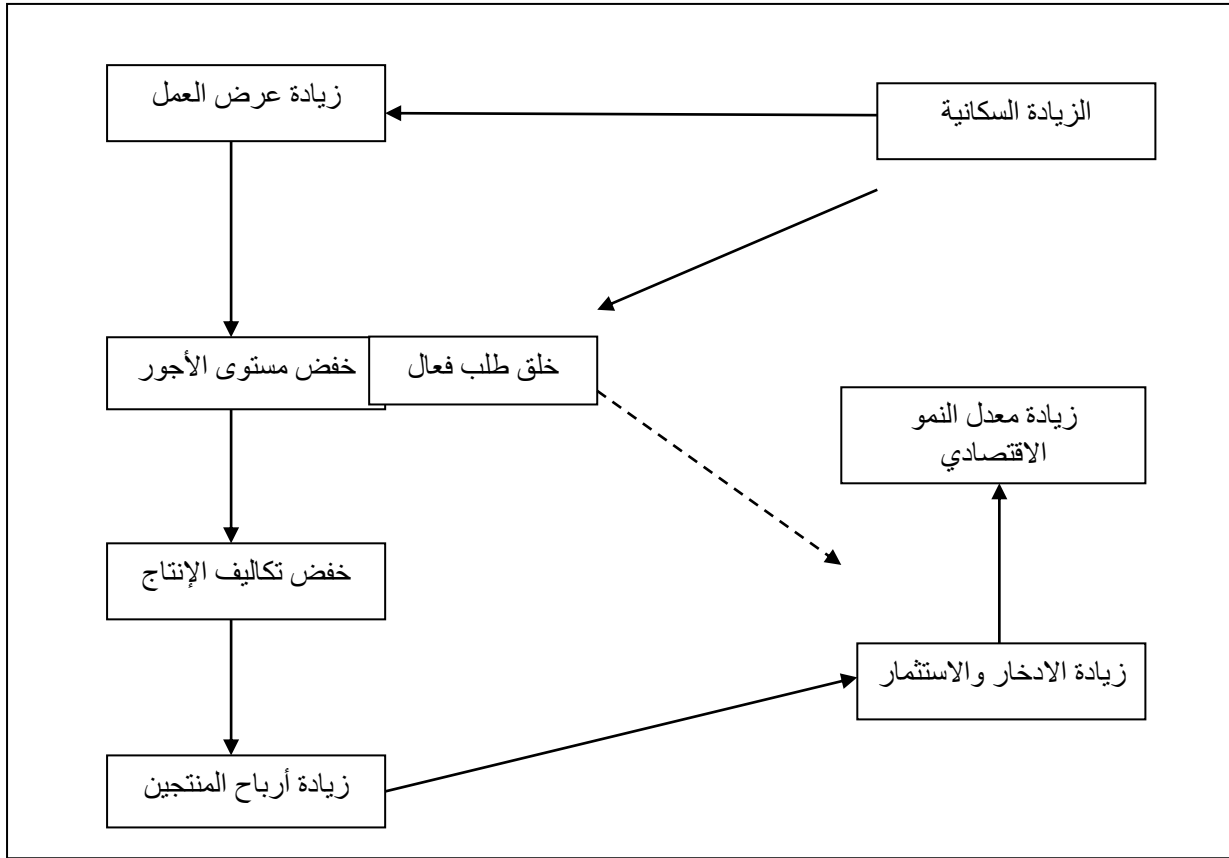 الزيادة السكانية
زيادة عرض العمل
خلق طلب فعال
خفض مستوى الأجور
زيادة معدل النمو
الاقتصادي
خفض تكاليف الإنتاج
زيادة الادخار والاستثمار
زيادة أرباح المنتجين